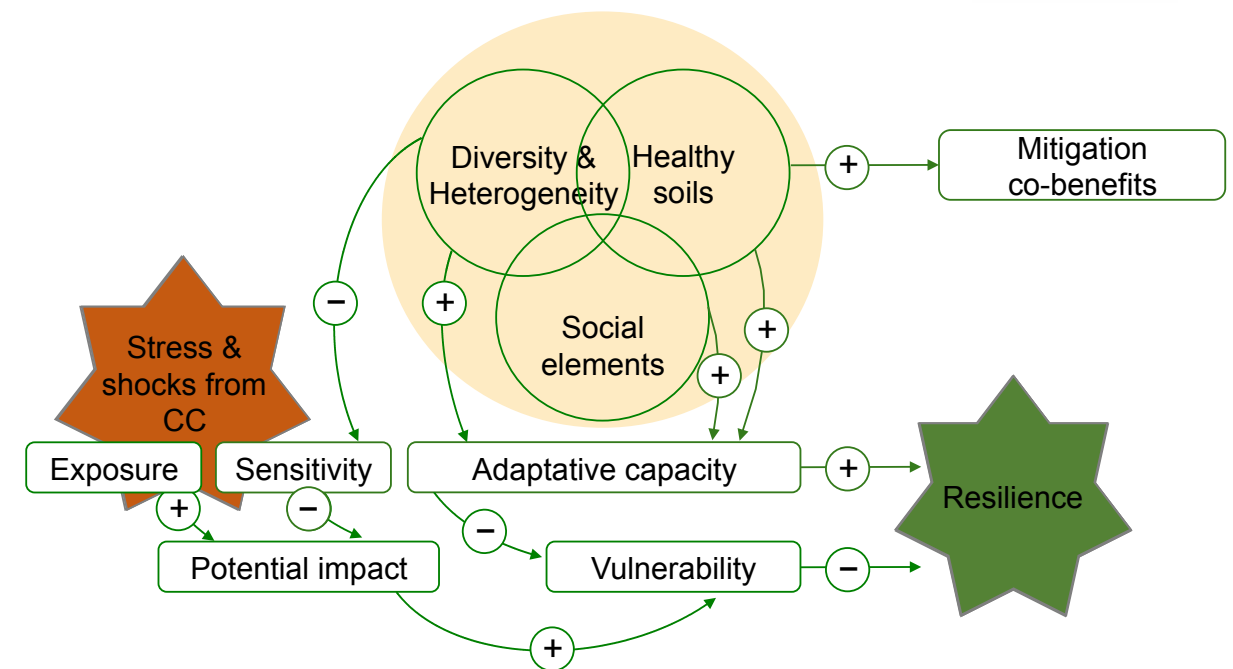 Diversity &
Heterogeneity
Healthy
soils
+
Mitigation
co-benefits
−
+
+
Social
elements
+
Stress &
shocks from
CC
Exposure
Sensitivity
Adaptative capacity
+
Resilience
+
−
−
Potential impact
Vulnerability
−
+